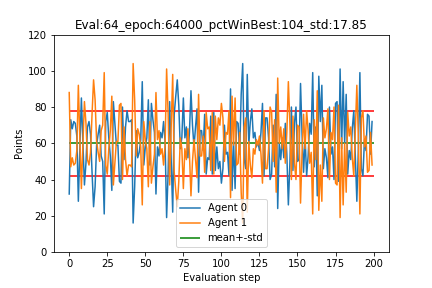 Eval:64_epoch:64000_pctWinBest:104_std:17.85
120
100
80
60
40
20
0
Points
Agent 0
Agent 1
mean+-std
0 25 50 75 100 125 150 175 200
Evaluation step